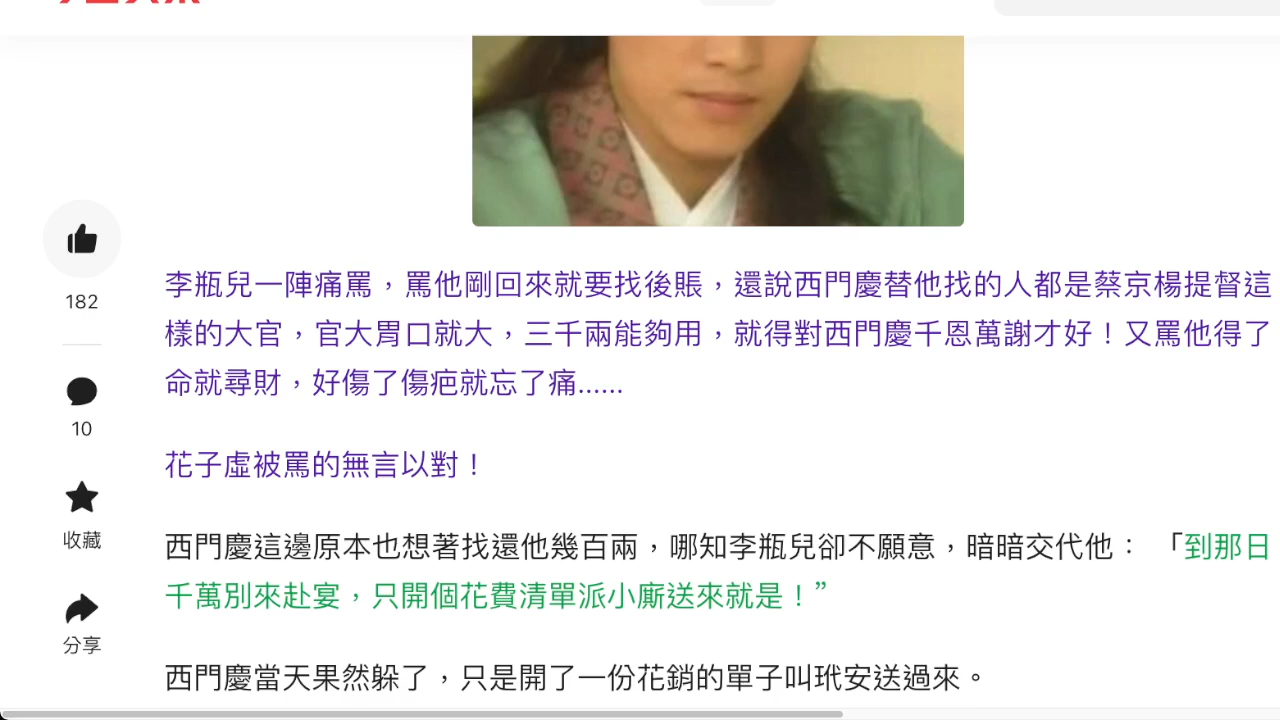 李瓶兒一陣痛罵，罵他剛回來就要找後賬，還說西門慶替他找的人都是蔡京楊提督這
樣的大官，官大胃口就大，三千兩能夠用，就得對西門慶千恩萬謝才好！又罵他得了
命就尋財，好傷了傷疤就忘了痛......
182
10
花子虛被罵的無言以對！
收藏
西門慶這邊原本也想著找還他幾百兩，哪知李瓶兒卻不願意，暗暗交代他： 「到那日
千萬別來赴宴，只開個花費清單派小廝送來就是！”
分享
西門慶當天果然躲了，只是開了一份花銷的單子叫玳安送過來。